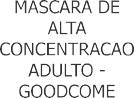 MASCARA DE
ALTA
CONCENTRACAO
ADULTO -
GOODCOME